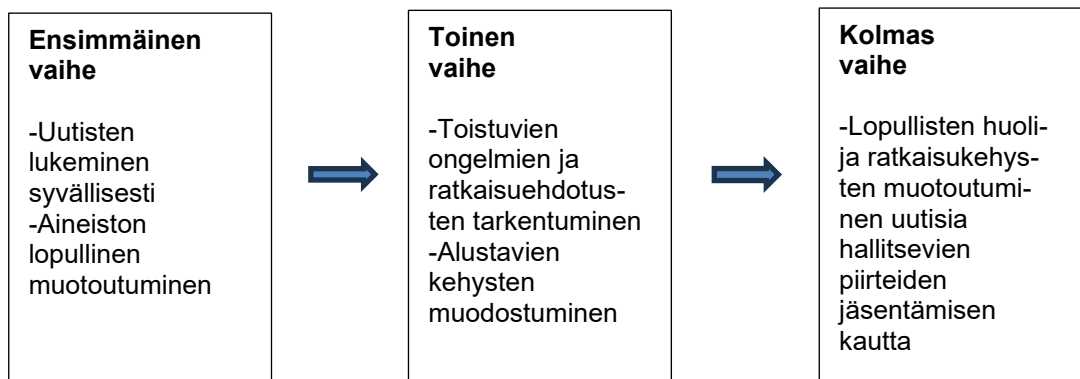 Ensimmäinen
vaihe
-Uutisten
lukeminen
syvällisesti
-Aineiston
lopullinen
muotoutuminen
Toinen
vaihe
-Toistuvien
ongelmien ja
ratkaisuehdotus-
ten tarkentuminen
-Alustavien
kehysten
muodostuminen
Kolmas
vaihe
-Lopullisten huoli-
ja ratkaisukehys-
ten muotoutumi-
nen uutisia
hallitsevien
piirteiden
jäsentämisen
kautta